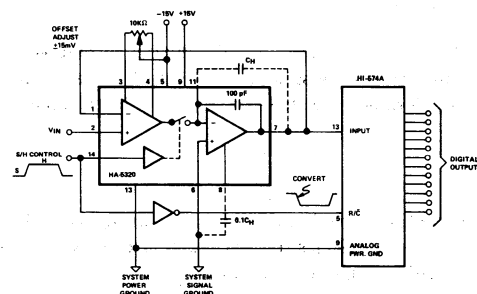 −15V
+15V
OFFSET
ADJUST
±15mV
10KΩ
3
4
5
9
11
CH
100 pF
1
2
VIN
7
13
INPUT
HI-574A
DIGITAL
OUTPUT
S/H CONTROL
H
S
14
HA-5320
CONVERT
13
6
8
0.1CH
5
R/C̅
9
ANALOG
PWR. GND
SYSTEM
POWER
GROUND
SYSTEM
SIGNAL
GROUND